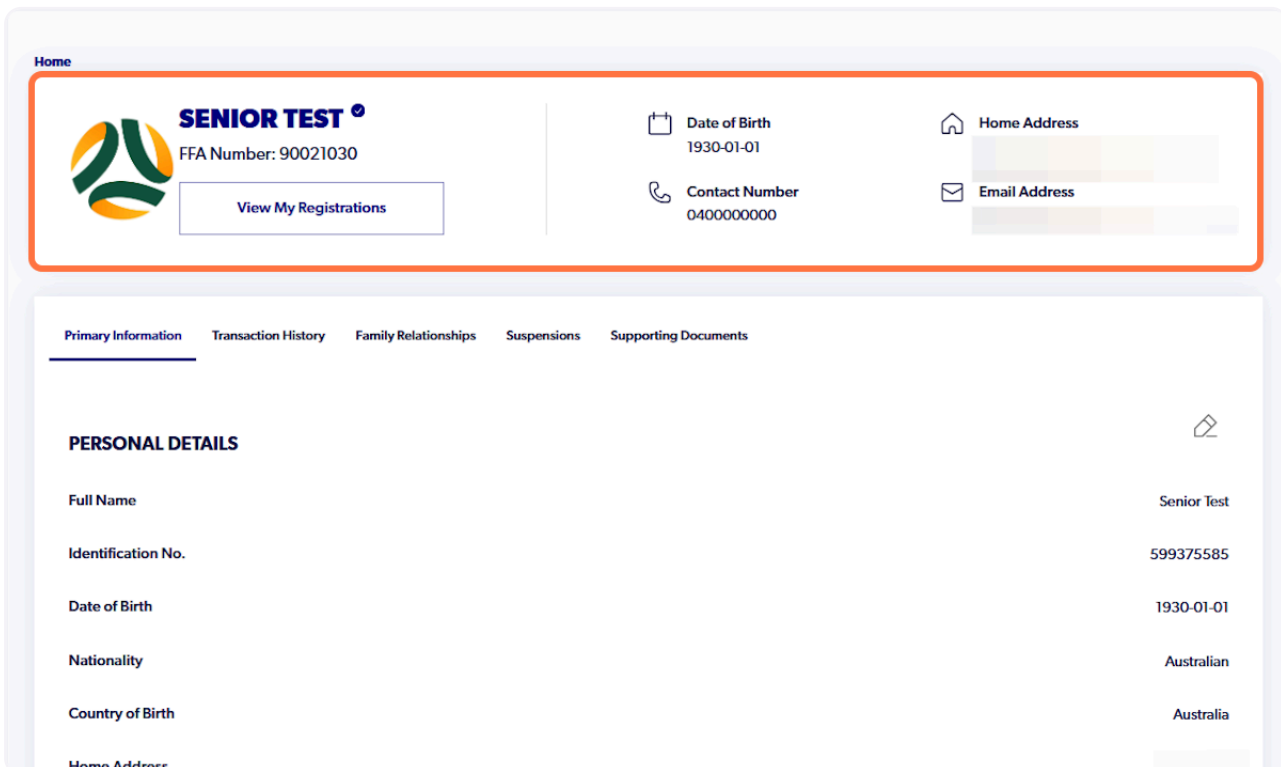 Home
SENIOR TEST
FFA Number: 90021030
View My Registrations
Date of Birth
1930-01-01
Contact Number
0400000000
Home Address
Email Address
Primary Information Transaction History Family Relationships Suspensions Supporting Documents
PERSONAL DETAILS
Full Name Senior Test
Identification No. 599375585
Date of Birth 1930-01-01
Nationality Australian
Country of Birth Australia
Home Address